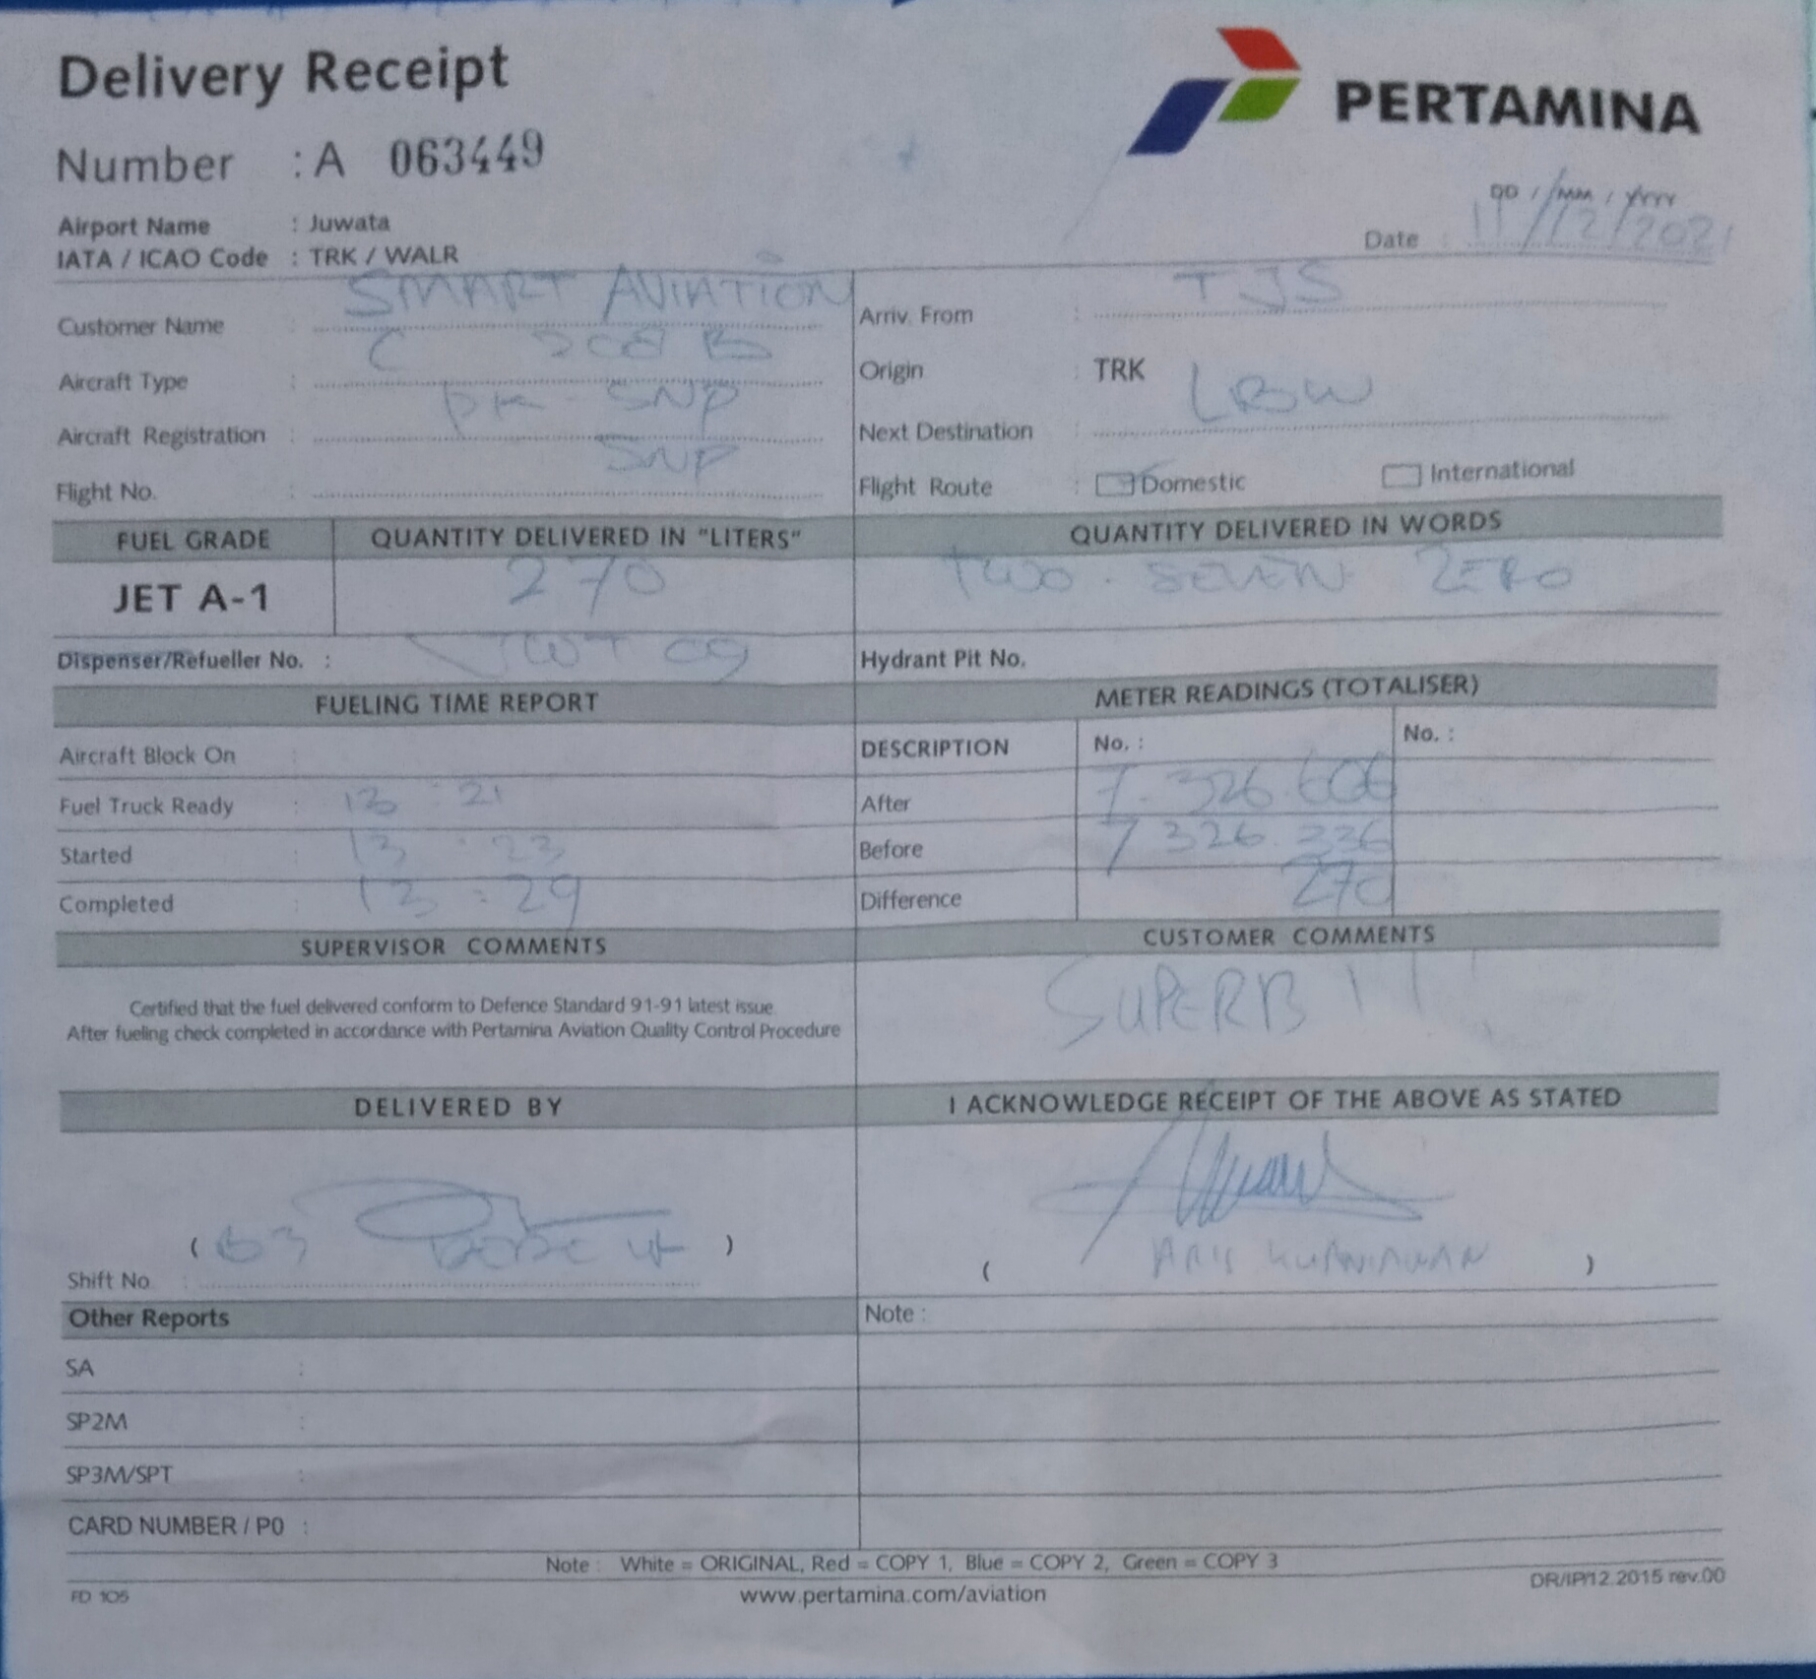 Delivery Receipt
PERTAMINA
Number : A 063449
DD / MM / YYYY
Airport Name : Juwata
Date : 11/12/2021
IATA / ICAO Code : TRK / WALR
Customer Name : SMART AVIATION
Arriv. From : TJS
Aircraft Type : C 208 B
Origin : TRK
Aircraft Registration : PK - SNP
Next Destination : LBW
Flight No. : SNP
Flight Route : Domestic International
FUEL GRADE QUANTITY DELIVERED IN "LITERS" QUANTITY DELIVERED IN WORDS
JET A-1 270 TWO . SEVEN ZERO
Dispenser/Refueller No. : 09
Hydrant Pit No.
FUELING TIME REPORT METER READINGS (TOTALISER)
Aircraft Block On :
DESCRIPTION No. : No. :
Fuel Truck Ready : 13 : 21
After 7.326.606
Started : 13 : 23
Before 7 326.336
Completed : 13 : 29
Difference 270
SUPERVISOR COMMENTS CUSTOMER COMMENTS
SUPERB !!!
Certified that the fuel delivered conform to Defence Standard 91-91 latest issue.
After fueling check completed in accordance with Pertamina Aviation Quality Control Procedure
DELIVERED BY I ACKNOWLEDGE RECEIPT OF THE ABOVE AS STATED
( )
( KURNIAWAN )
Shift No :
Other Reports Note :
SA :
SP2M :
SP3M/SPT :
CARD NUMBER / P0 :
Note : White = ORIGINAL, Red = COPY 1, Blue = COPY 2, Green = COPY 3
FD 105 www.pertamina.com/aviation DR/IP/12.2015 rev.00